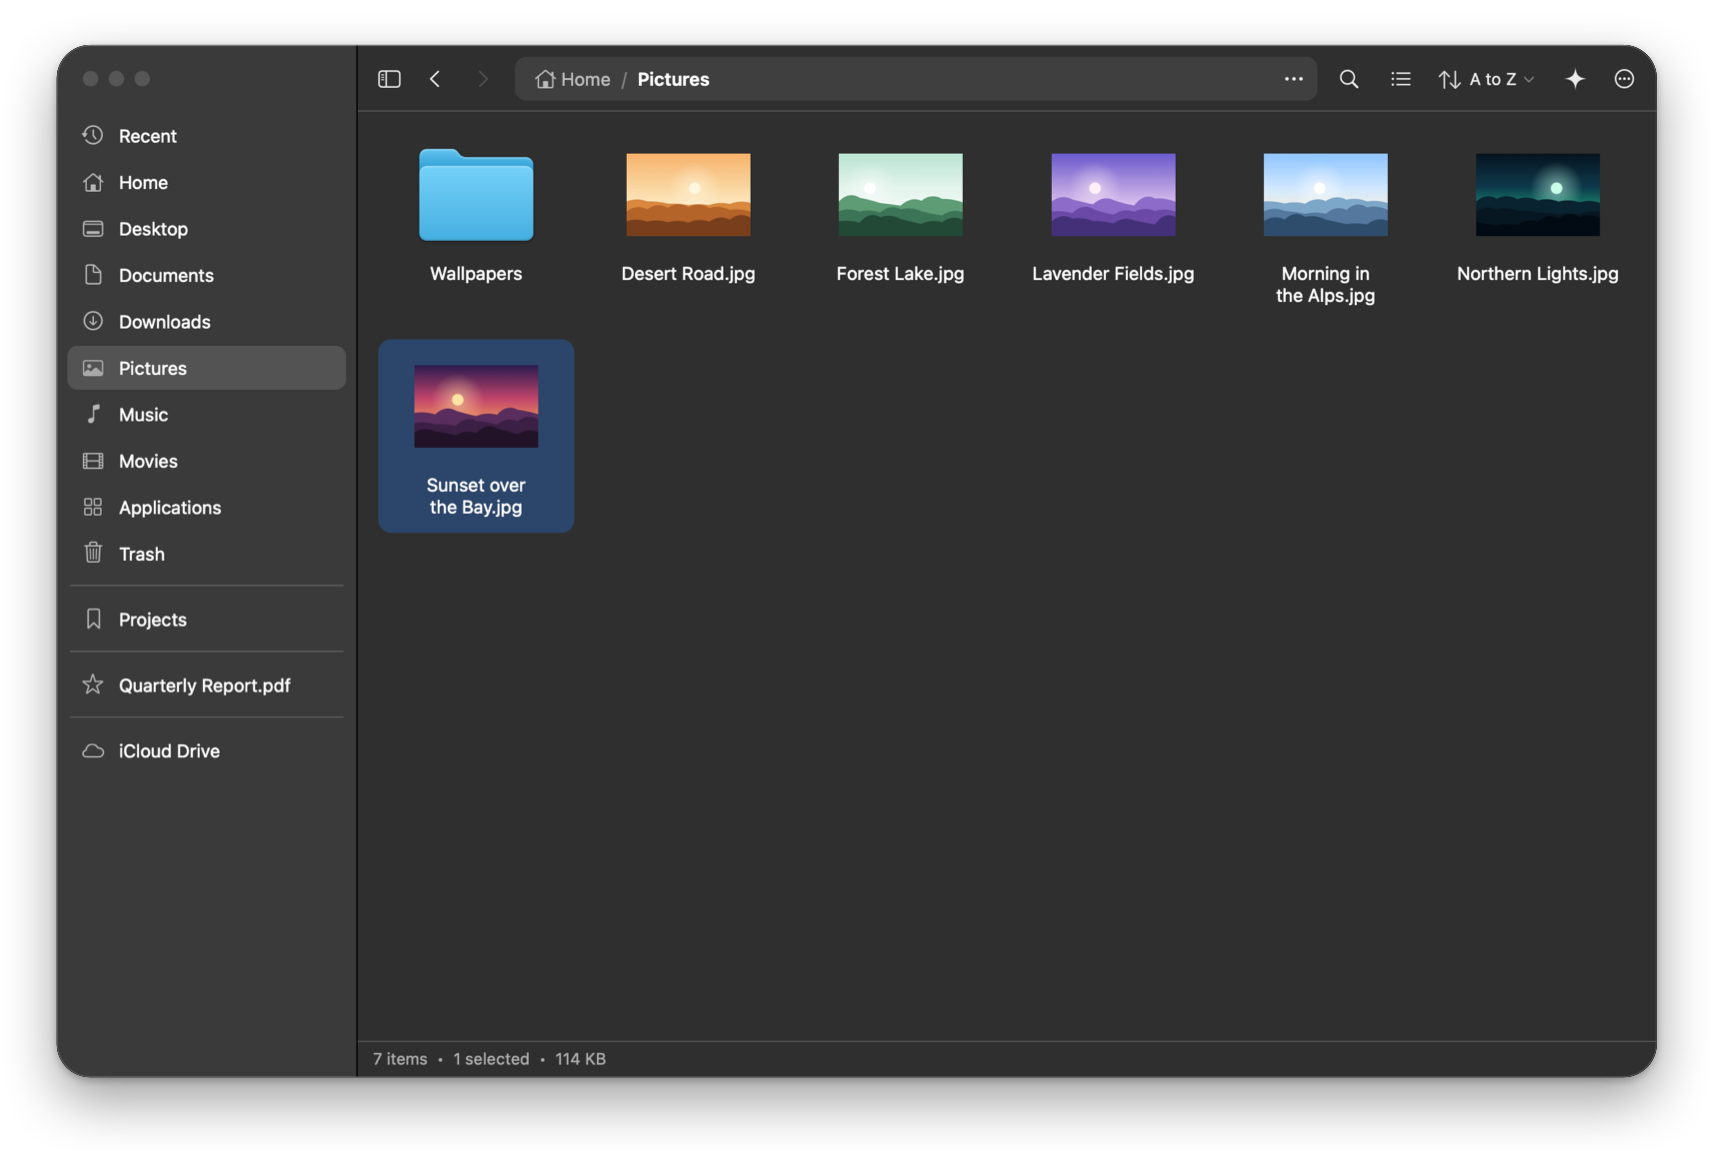 Home / Pictures
A to Z
Recent
Home
Desktop
Documents
Downloads
Pictures
Music
Movies
Applications
Trash
Projects
Quarterly Report.pdf
iCloud Drive
Wallpapers
Desert Road.jpg
Forest Lake.jpg
Lavender Fields.jpg
Morning in
the Alps.jpg
Northern Lights.jpg
Sunset over
the Bay.jpg
7 items • 1 selected • 114 KB